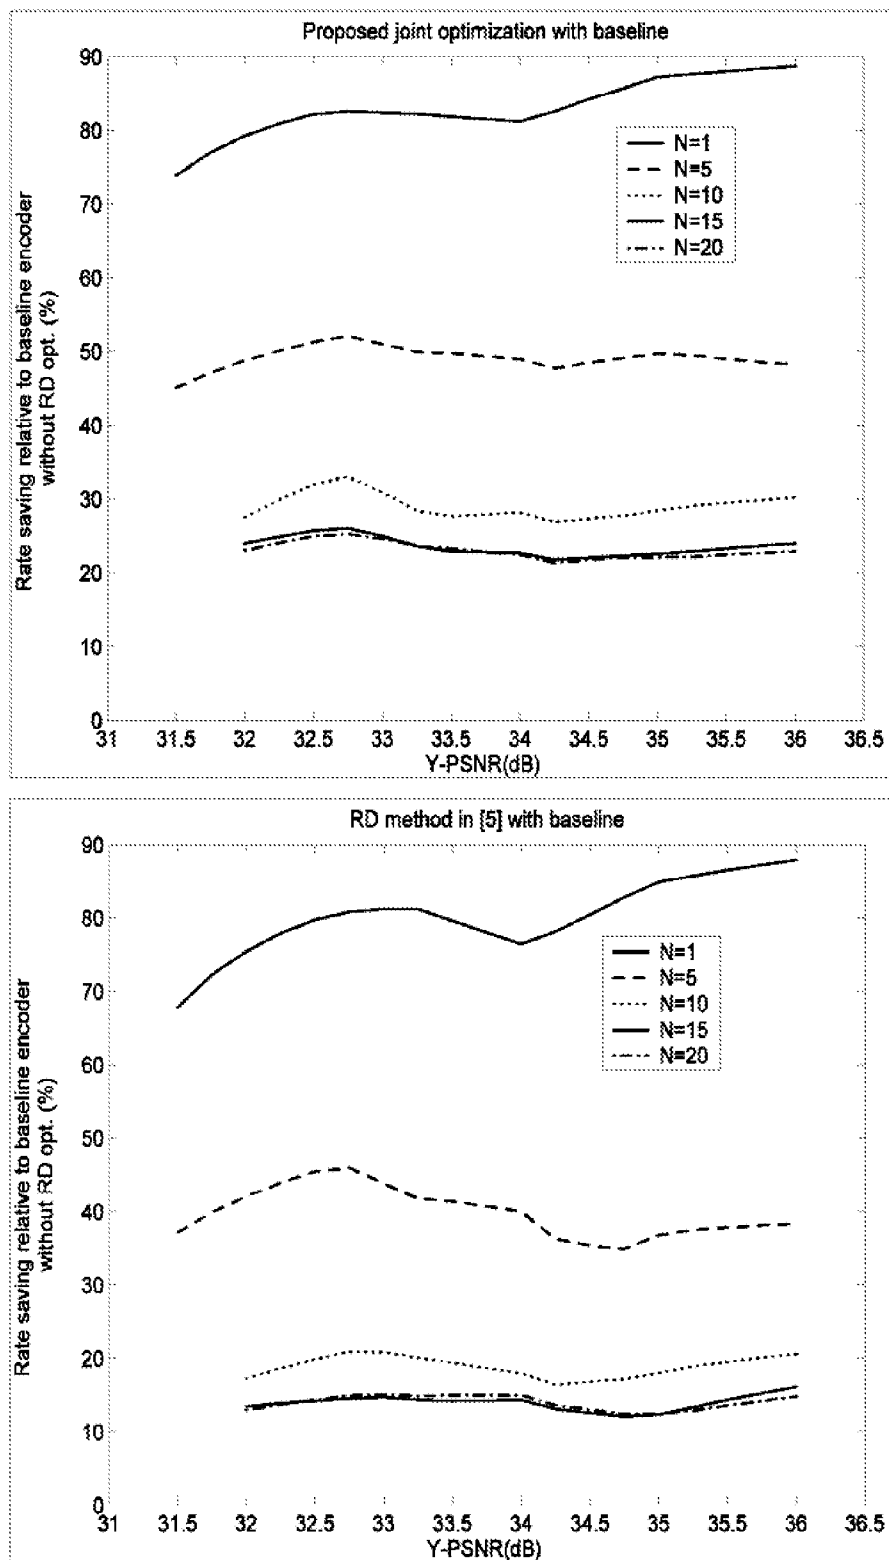 Proposed joint optimization with baseline
Rate saving relative to baseline encoder
without RD opt. (%)
90
80
70
60
50
40
30
20
10
0
N=1
N=5
N=10
N=15
N=20
31 31.5 32 32.5 33 33.5 34 34.5 35 35.5 36 36.5
Y-PSNR(dB)
RD method in [5] with baseline
Rate saving relative to baseline encoder
without RD opt. (%)
90
80
70
60
50
40
30
20
10
0
N=1
N=5
N=10
N=15
N=20
31 31.5 32 32.5 33 33.5 34 34.5 35 35.5 36 36.5
Y-PSNR(dB)